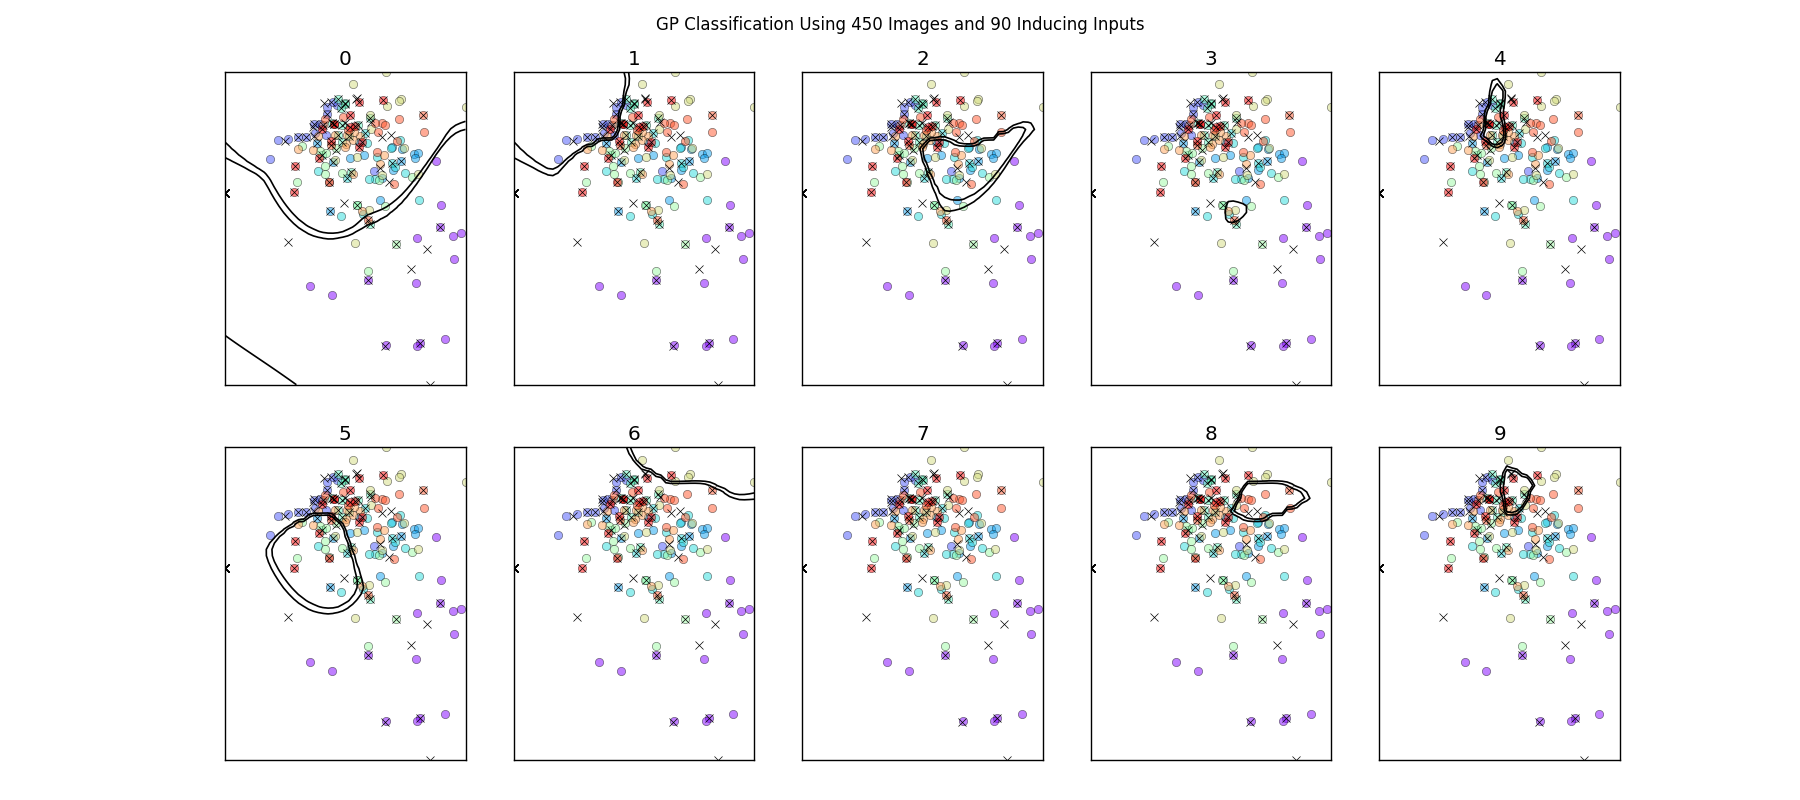 GP Classification Using 450 Images and 90 Inducing Inputs
0 1 2 3 4
5 6 7 8 9